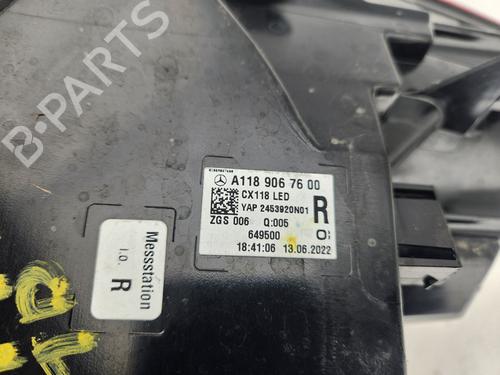 B-PARTS
A118 906 76 00
CX118 LED
YAP 2453920N01
ZGS 006 Q:005
R
649500
18:41:06 13.06.2022
Messstation
i.O.
R